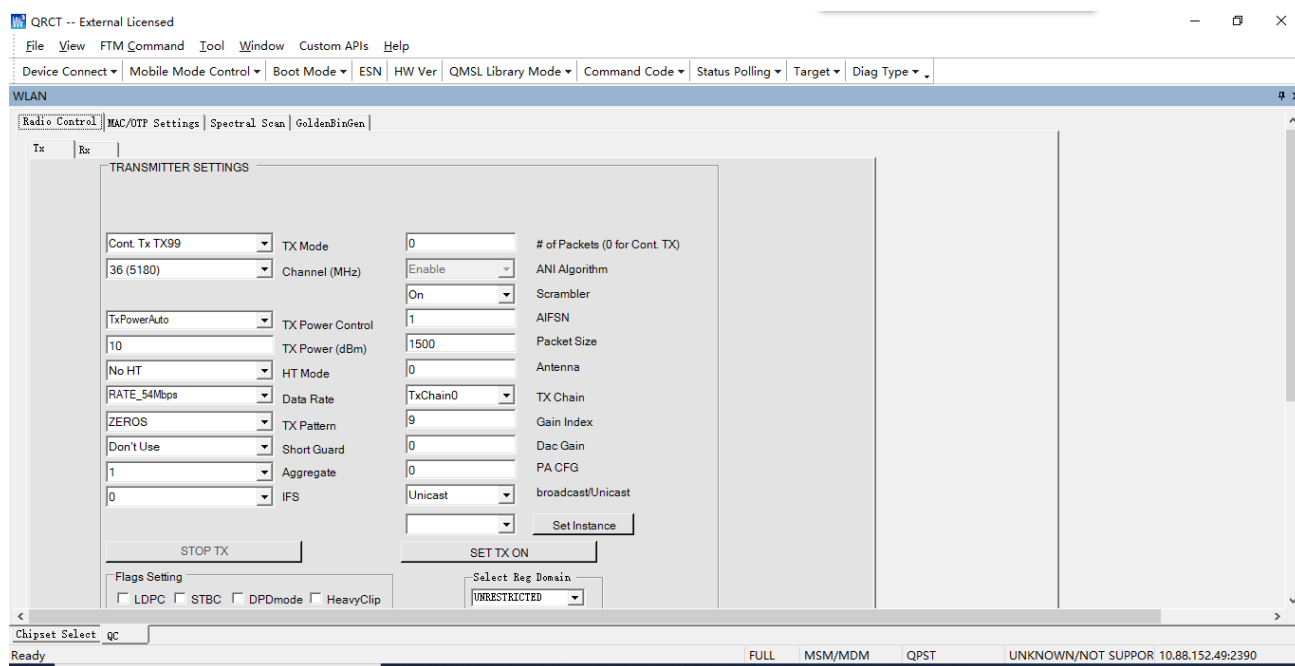 QRCT -- External Licensed
File View FTM Command Tool Window Custom APIs Help
Device Connect Mobile Mode Control Boot Mode ESN HW Ver QMSL Library Mode Command Code Status Polling Target Diag Type
WLAN
Radio Control MAC/OTP Settings Spectral Scan GoldenBinGen
Tx Rx
TRANSMITTER SETTINGS
Cont. Tx TX99 TX Mode 0 # of Packets (0 for Cont. TX)
36 (5180) Channel (MHz) Enable ANI Algorithm
On Scrambler
TxPowerAuto TX Power Control 1 AIFSN
10 TX Power (dBm) 1500 Packet Size
No HT HT Mode 0 Antenna
RATE_54Mbps Data Rate TxChain0 TX Chain
ZEROS TX Pattern 9 Gain Index
Don't Use Short Guard 0 Dac Gain
1 Aggregate 0 PA CFG
0 IFS Unicast broadcast/Unicast
Set Instance
STOP TX SET TX ON
Flags Setting Select Reg Domain
LDPC STBC DPDmode HeavyClip UNRESTRICTED
Chipset Select QC
Ready FULL MSM/MDM QPST UNKNOWN/NOT SUPPOR 10.88.152.49:2390